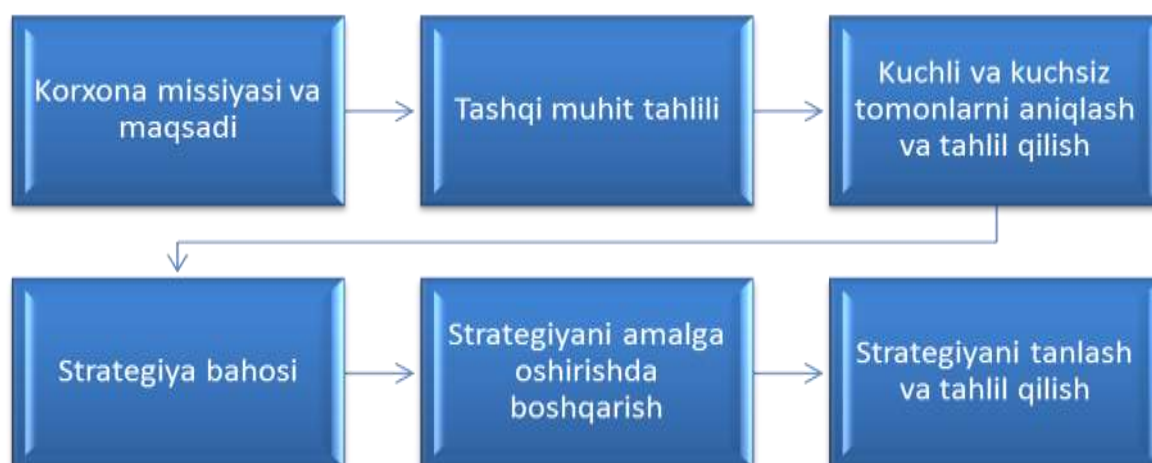 Korxona missiyasi va
maqsadi
Tashqi muhit tahlili
Kuchli va kuchsiz
tomonlarni aniqlash
va tahlil qilish
Strategiya bahosi
Strategiyani amalga
oshirishda
boshqarish
Strategiyani tanlash
va tahlil qilish